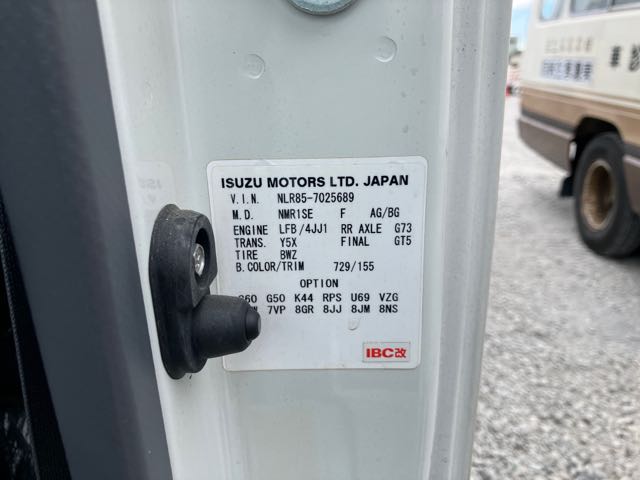 ISUZU MOTORS LTD. JAPAN
V.I.N. NLR85-7025689
M.D. NMR1SE F AG/BG
ENGINE LFB/4JJ1 RR AXLE G73
TRANS. Y5X FINAL GT5
TIRE BWZ
B.COLOR/TRIM 729/155
OPTION
G50 K44 RPS U69 VZG
7VP 8GR 8JJ 8JM 8NS
IBC改